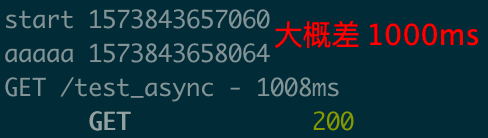 start 1573843657060
大概差 1000ms
aaaaa 1573843658064
GET /test_async - 1008ms
GET 200